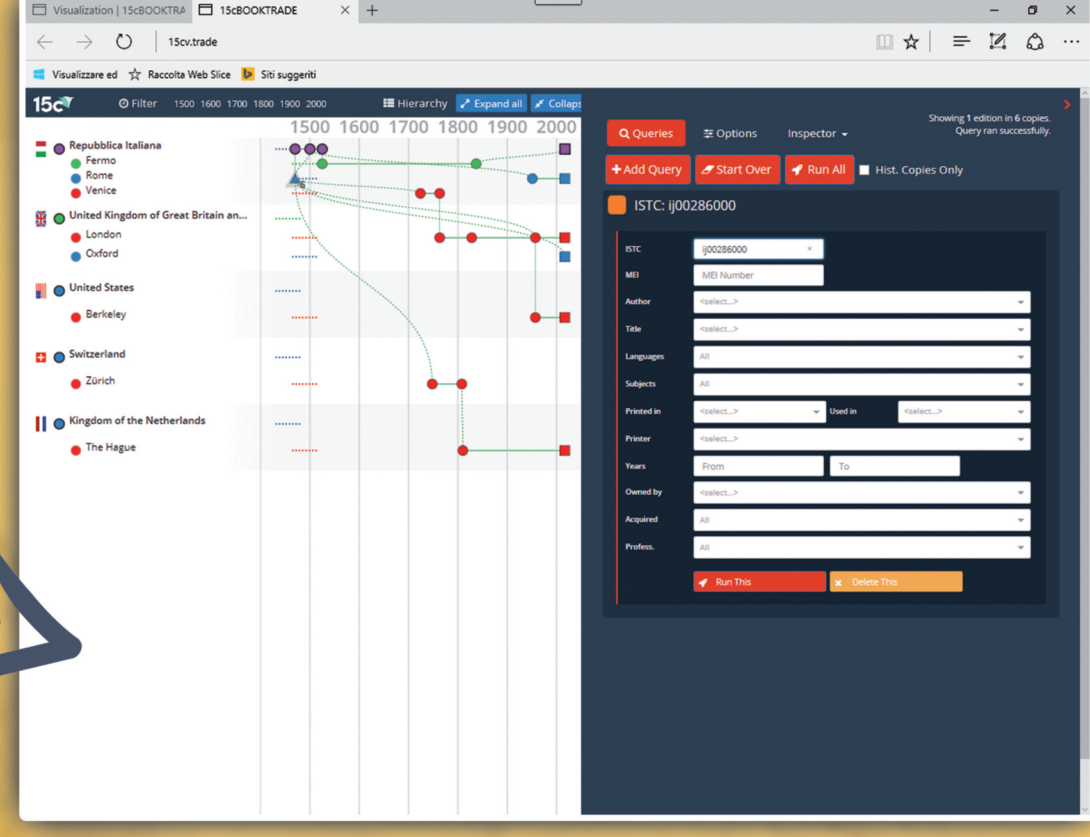 Visualization | 15cBOOKTRA
15cBOOKTRADE
15cv.trade
Visualizzare ed
Raccolta Web Slice
Siti suggeriti
15cV
Filter 1500 1600 1700 1800 1900 2000
Hierarchy
Expand all
Collaps
1500 1600 1700 1800 1900 2000
Repubblica Italiana
Fermo
Rome
6
Venice
United Kingdom of Great Britain an...
London
Oxford
United States
Berkeley
Switzerland
Zürich
Kingdom of the Netherlands
The Hague
Showing 1 edition in 6 copies.
Query ran successfully.
Queries
Options
Inspector
Add Query
Start Over
Run All
Hist. Copies Only
ISTC: ij00286000
ISTC ij00286000 ×
MEI MEI Number
Author <select...>
Title <select...>
Languages All
Subjects All
Printed in <select...> Used in <select...>
Printer <select...>
Years From To
Owned by <select...>
Acquired All
Profess. All
Run This
Delete This